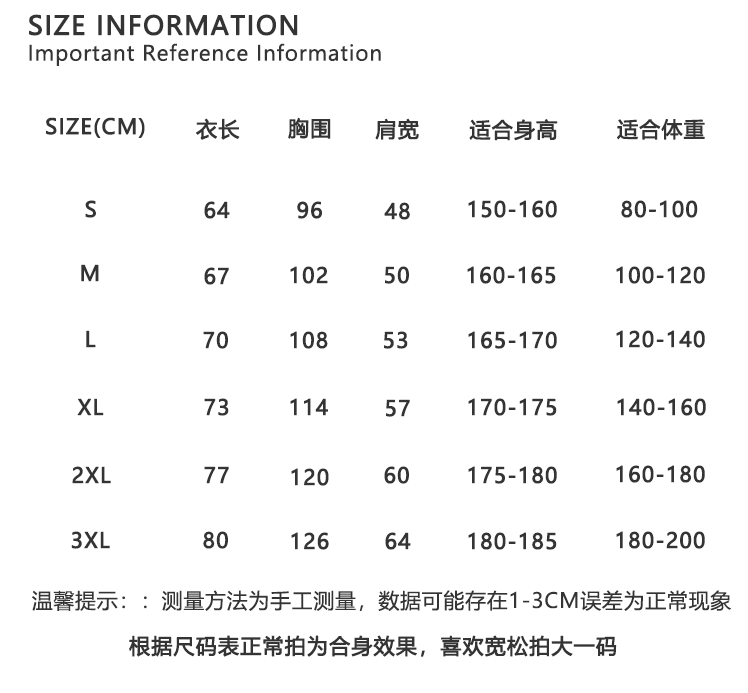 SIZE INFORMATION
Important Reference Information
SIZE(CM) 衣长 胸围 肩宽 适合身高 适合体重
S 64 96 48 150-160 80-100
M 67 102 50 160-165 100-120
L 70 108 53 165-170 120-140
XL 73 114 57 170-175 140-160
2XL 77 120 60 175-180 160-180
3XL 80 126 64 180-185 180-200
温馨提示：：测量方法为手工测量，数据可能存在1-3CM误差为正常现象
根据尺码表正常拍为合身效果，喜欢宽松拍大一码